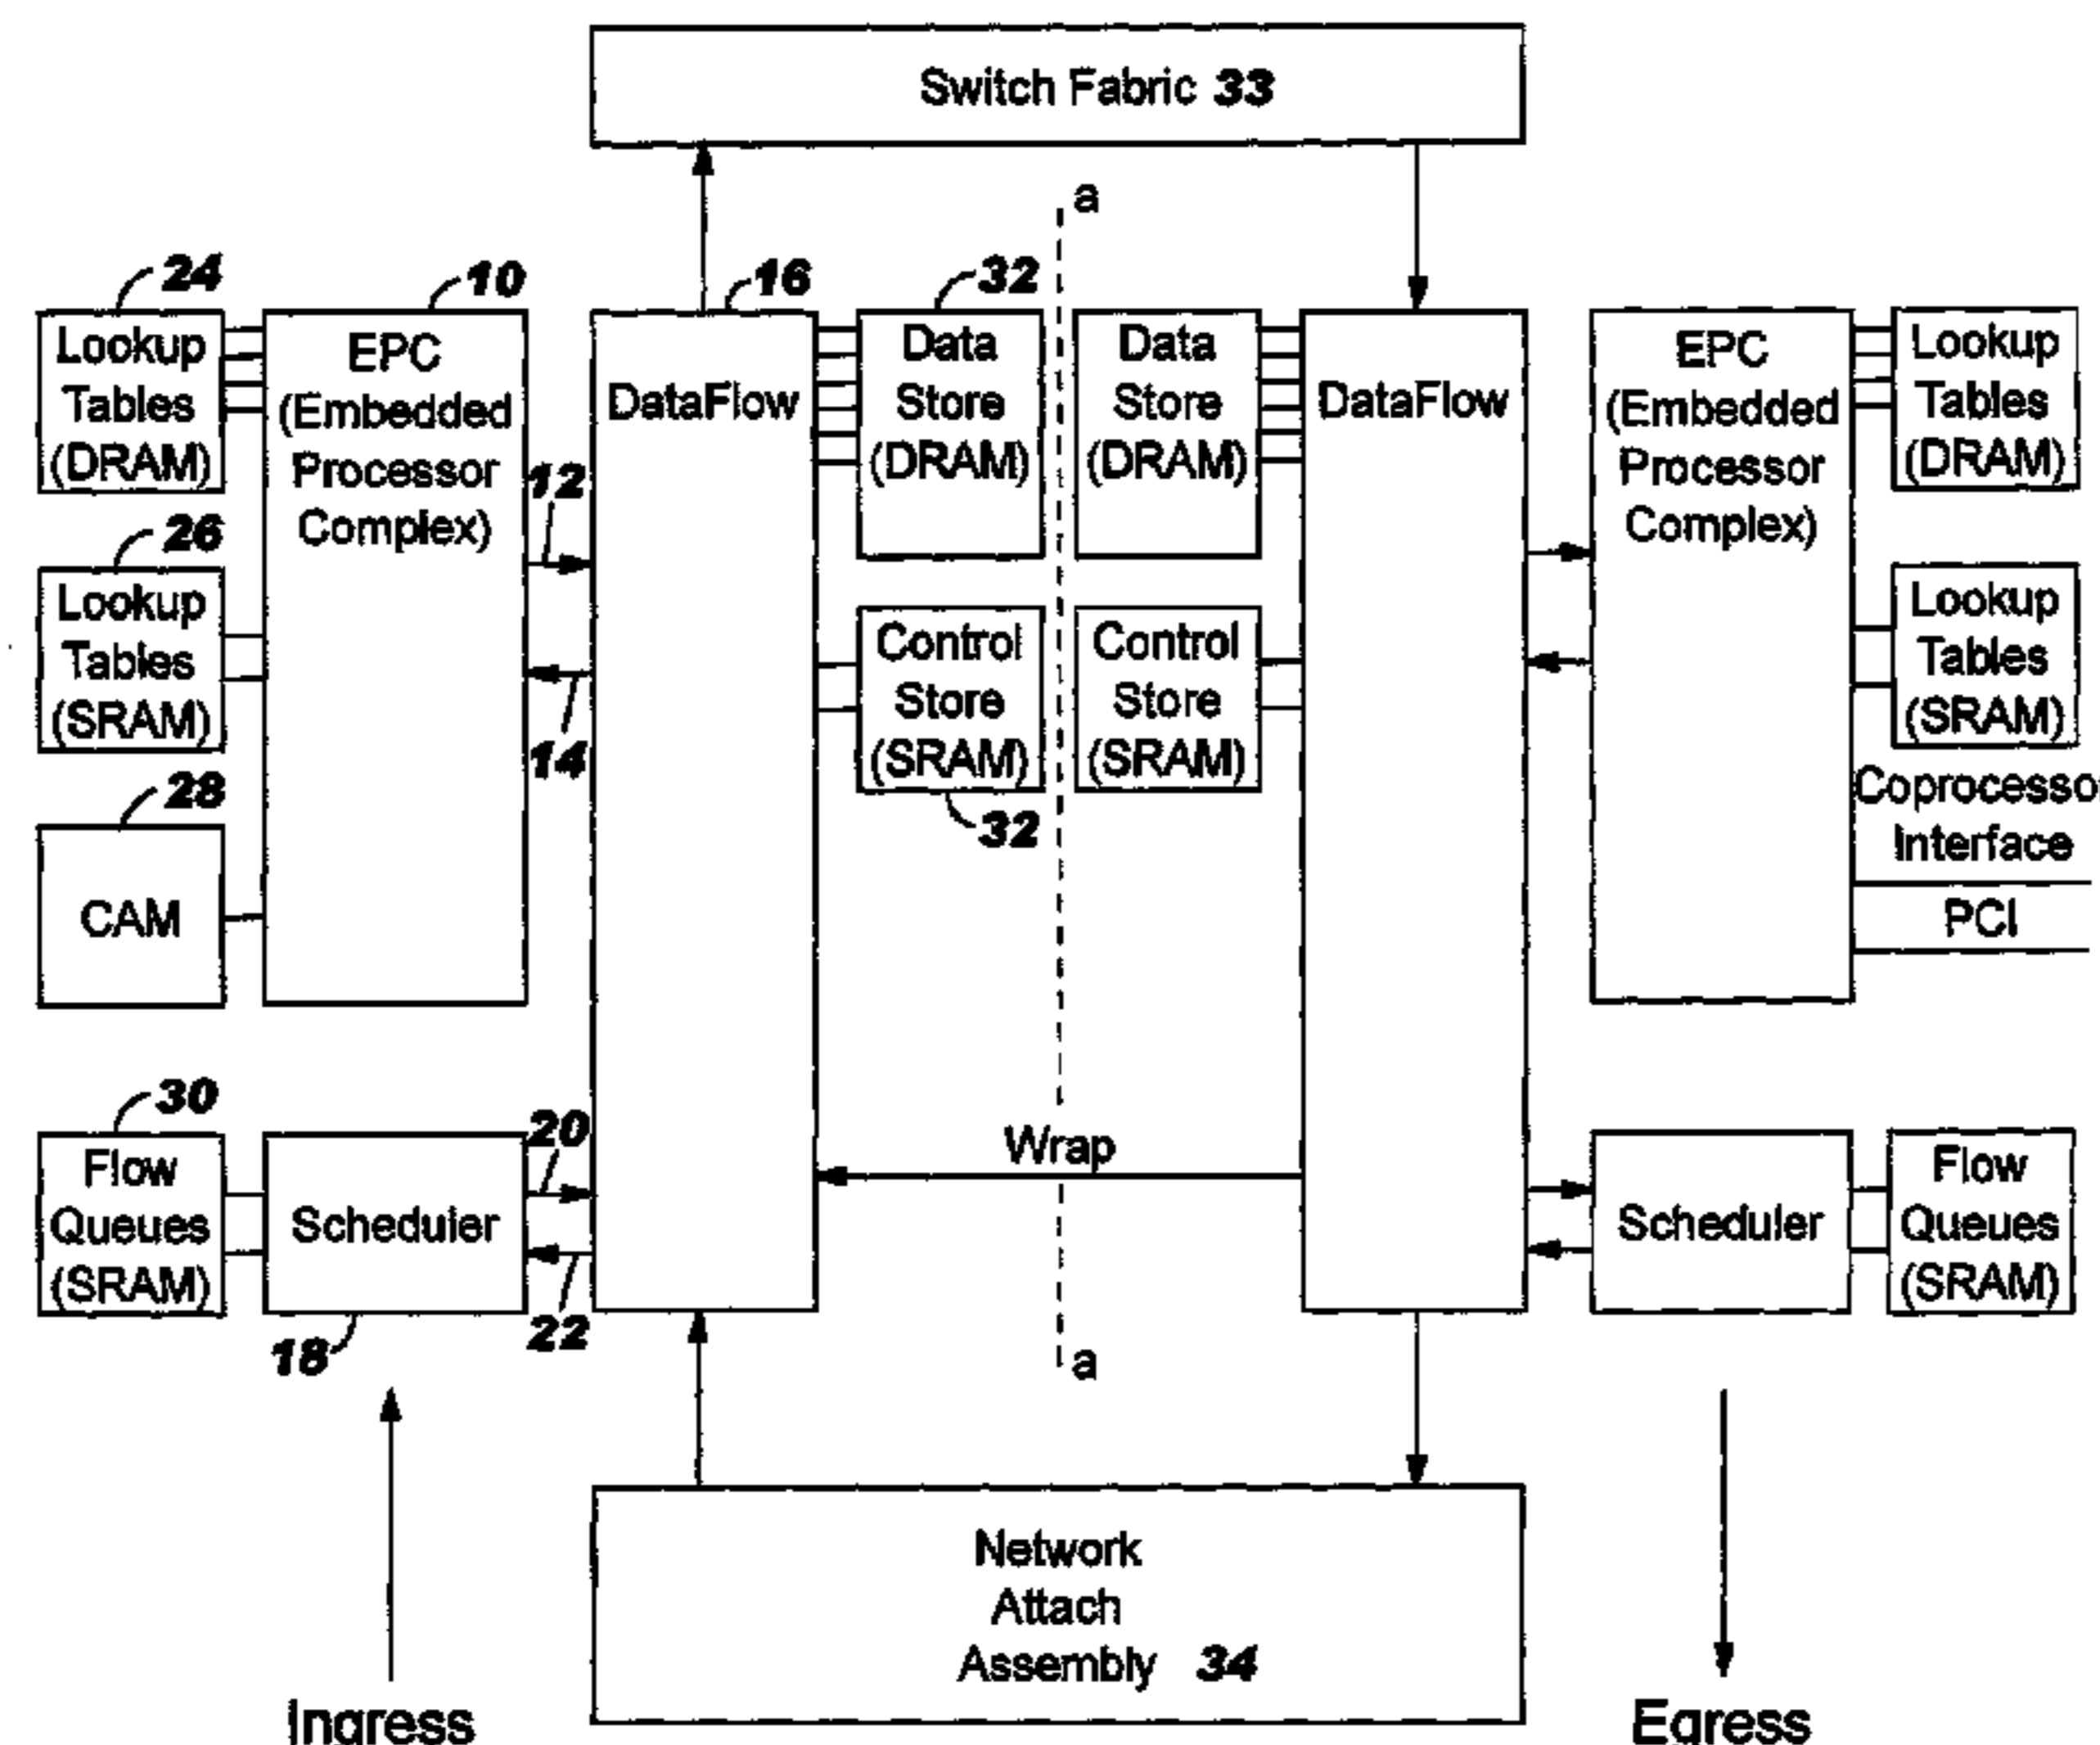 Switch Fabric 33
a
24
10
16
32
Lookup
Tables
(DRAM)
EPC
(Embedded
Processor
Complex)
DataFlow
Data
Store
(DRAM)
Data
Store
(DRAM)
DataFlow
EPC
(Embedded
Processor
Complex)
Lookup
Tables
(DRAM)
12
26
Lookup
Tables
(SRAM)
14
Control
Store
(SRAM)
32
Control
Store
(SRAM)
Lookup
Tables
(SRAM)
Coprocesso
Interface
PCI
28
CAM
30
Flow
Queues
(SRAM)
Scheduler
18
20
22
Wrap
Scheduler
Flow
Queues
(SRAM)
a
Network
Attach
Assembly 34
Ingress
Egress